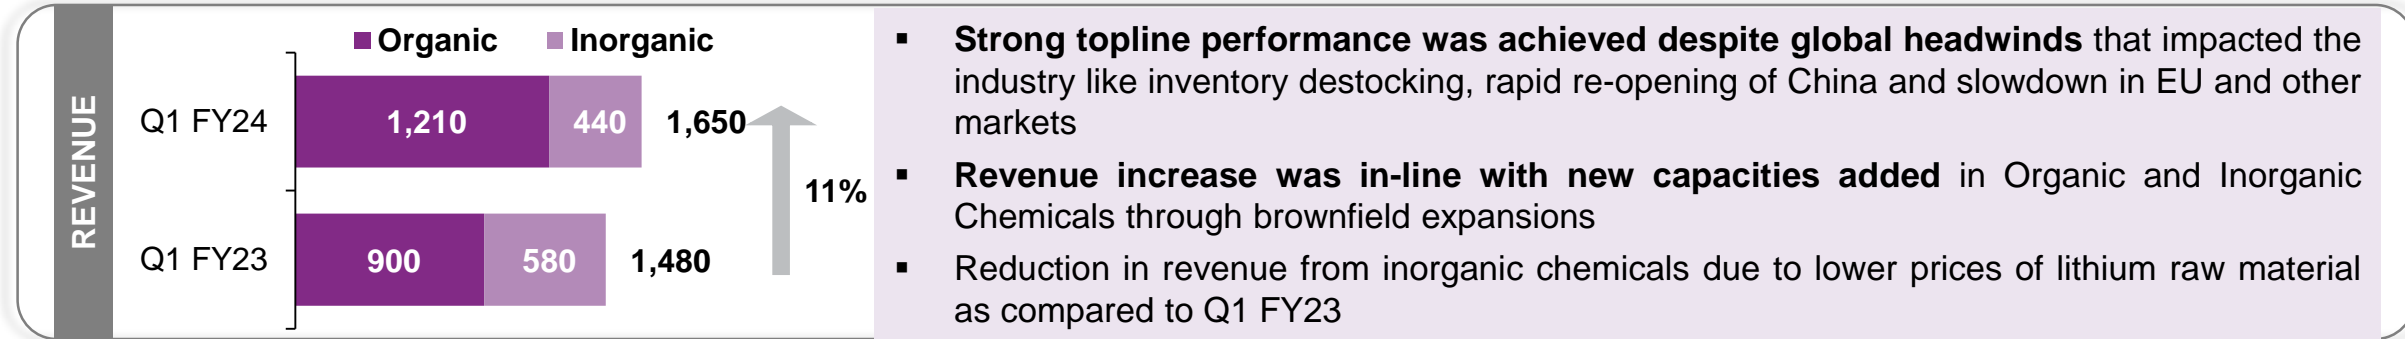 REVENUE
Organic Inorganic
Q1 FY24 1,210 440 1,650
11%
Q1 FY23 900 580 1,480
▪ Strong topline performance was achieved despite global headwinds that impacted the
industry like inventory destocking, rapid re-opening of China and slowdown in EU and other
markets
▪ Revenue increase was in-line with new capacities added in Organic and Inorganic
Chemicals through brownfield expansions
▪ Reduction in revenue from inorganic chemicals due to lower prices of lithium raw material
as compared to Q1 FY23